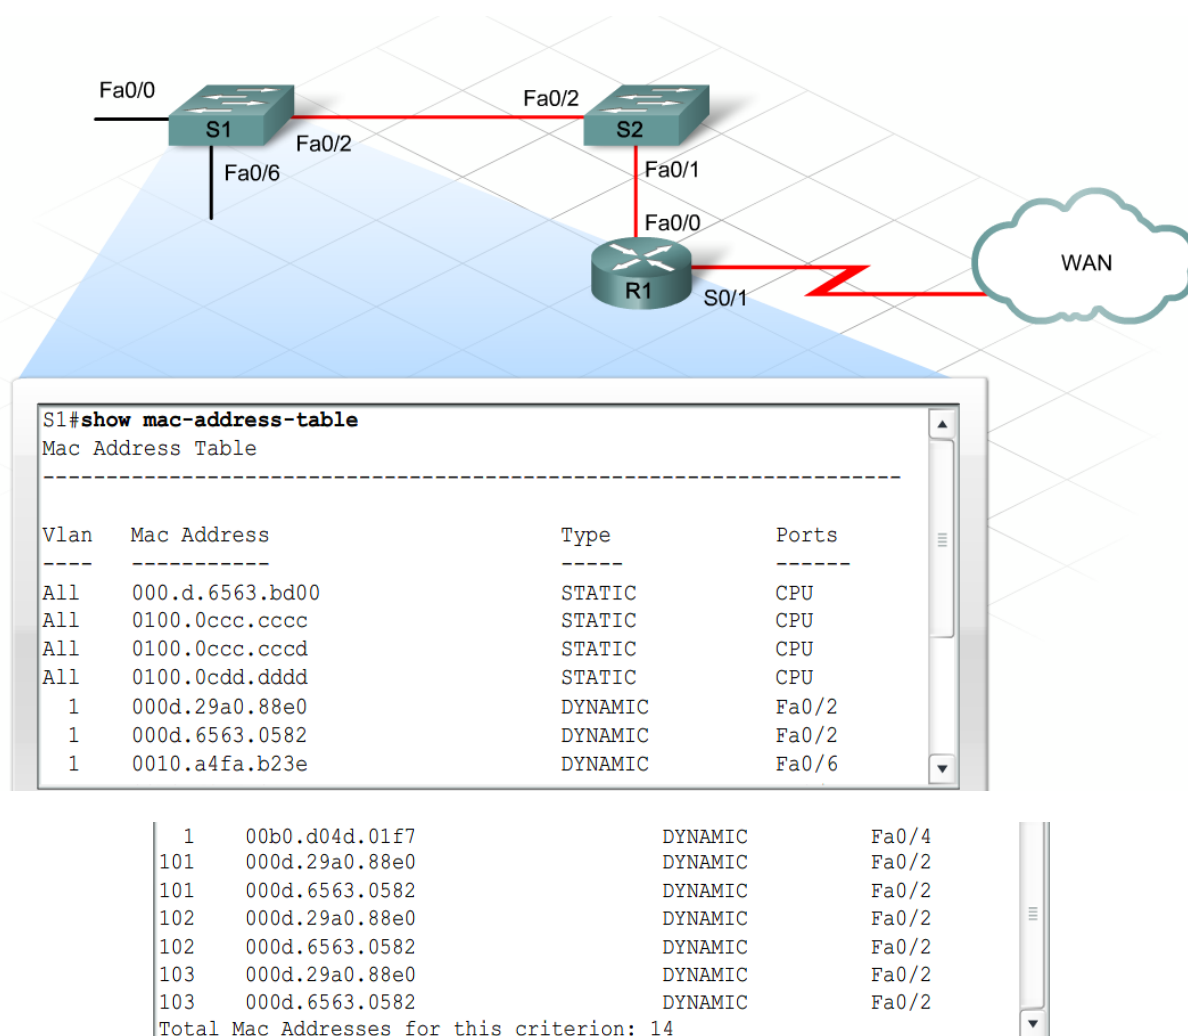 Fa0/0
Fa0/2
S1
S2
Fa0/2
Fa0/6
Fa0/1
Fa0/0
WAN
R1
S0/1
S1#show mac-address-table
Mac Address Table
---------------------------------------------------------------------
Vlan Mac Address Type Ports
---- ----------- ----- ------
All 000.d.6563.bd00 STATIC CPU
All 0100.0ccc.cccc STATIC CPU
All 0100.0ccc.cccd STATIC CPU
All 0100.0cdd.dddd STATIC CPU
1 000d.29a0.88e0 DYNAMIC Fa0/2
1 000d.6563.0582 DYNAMIC Fa0/2
1 0010.a4fa.b23e DYNAMIC Fa0/6
1 00b0.d04d.01f7 DYNAMIC Fa0/4
101 000d.29a0.88e0 DYNAMIC Fa0/2
101 000d.6563.0582 DYNAMIC Fa0/2
102 000d.29a0.88e0 DYNAMIC Fa0/2
102 000d.6563.0582 DYNAMIC Fa0/2
103 000d.29a0.88e0 DYNAMIC Fa0/2
103 000d.6563.0582 DYNAMIC Fa0/2
Total Mac Addresses for this criterion: 14